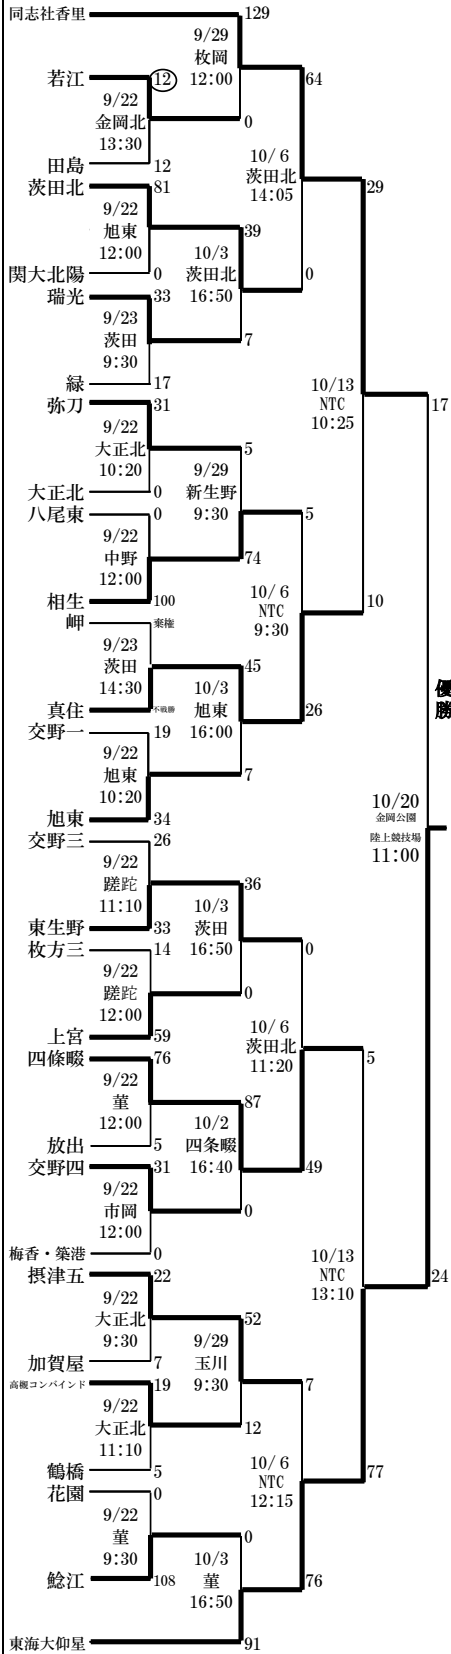 同志社香里
129
9/29
枚岡
12:00
若江
12
64
9/22
金岡北
13:30
0
田島
12
10/ 6
茨田北
14:05
茨田北
81
29
9/22
旭東
12:00
39
10/3
茨田北
16:50
関大北陽
0
0
瑞光
33
9/23
茨田
9:30
7
緑
17
10/13
NTC
10:25
弥刀
31
17
9/22
大正北
10:20
5
9/29
新生野
9:30
大正北
0
八尾東
0
5
9/22
中野
12:00
74
10/ 6
NTC
9:30
相生
100
10
岬
棄権
9/23
茨田
14:30
45
10/3
旭東
16:00
真住
不戦勝
26
優勝
交野一
19
9/22
旭東
10:20
7
旭東
34
10/20
金岡公園
陸上競技場
11:00
交野三
26
9/22
蹉跎
11:10
36
10/3
茨田
16:50
東生野
33
枚方三
14
0
9/22
蹉跎
12:00
0
10/ 6
茨田北
11:20
上宮
59
5
四條畷
76
9/22
菫
12:00
87
10/2
四条畷
16:40
放出
5
交野四
31
49
9/22
市岡
12:00
0
梅香・築港
0
10/13
NTC
13:10
摂津五
22
24
9/22
大正北
9:30
52
9/29
玉川
9:30
加賀屋
7
高槻コンバインド
19
7
9/22
大正北
11:10
12
鶴橋
5
10/ 6
NTC
12:15
77
花園
0
9/22
菫
9:30
0
10/3
菫
16:50
鯰江
108
76
東海大仰星
91